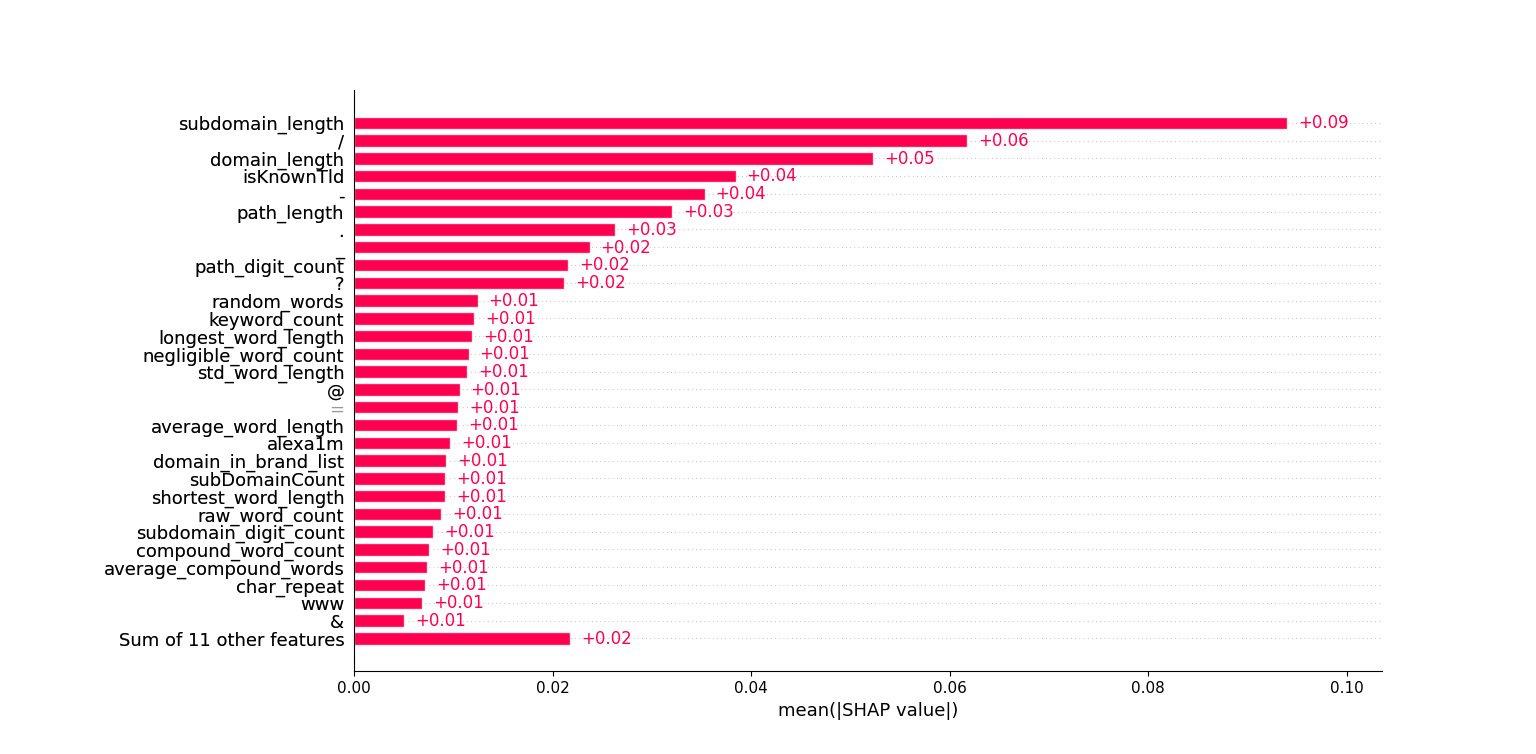 subdomain_length +0.09
/ +0.06
domain_length +0.05
isKnownTld +0.04
- +0.04
path_length +0.03
. +0.03
_ +0.02
path_digit_count +0.02
? +0.02
random_words +0.01
keyword_count +0.01
longest_word_length +0.01
negligible_word_count +0.01
std_word_length +0.01
@ +0.01
= +0.01
average_word_length +0.01
alexa1m +0.01
domain_in_brand_list +0.01
subDomainCount +0.01
shortest_word_length +0.01
raw_word_count +0.01
subdomain_digit_count +0.01
compound_word_count +0.01
average_compound_words +0.01
char_repeat +0.01
www +0.01
& +0.01
Sum of 11 other features +0.02
0.00 0.02 0.04 0.06 0.08 0.10
mean(|SHAP value|)